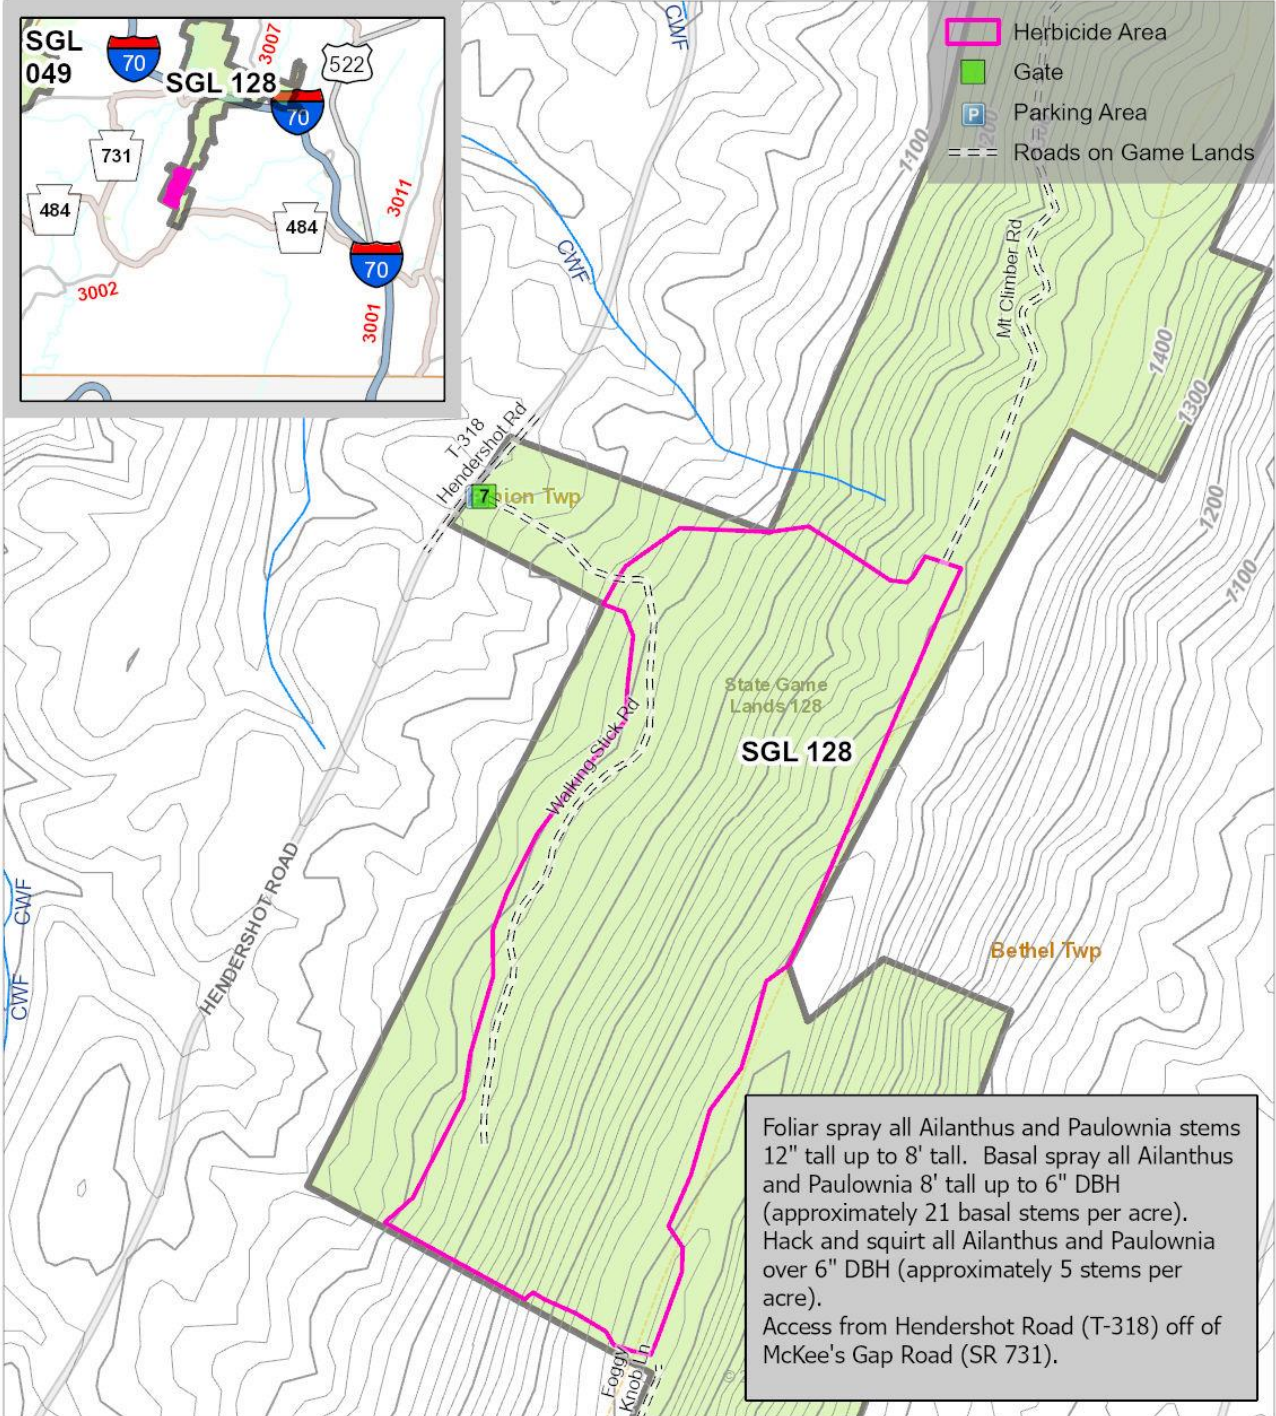 SGL
049
70
SGL 128
3007
522
70
731
484
484
3011
70
3002
3001
CWF
CWF
Herbicide Area
Gate
P
Parking Area
Roads on Game Lands
1100
Mt Climber Rd
1400
1300
1200
1100
T-318
Hendershot Rd
7
Twp
State Game
Lands 128
SGL 128
Walking Stick Rd
HENDERSHOT ROAD
CWF
CWF
Bethel Twp
Foliar spray all Ailanthus and Paulownia stems
12" tall up to 8' tall.  Basal spray all Ailanthus
and Paulownia 8' tall up to 6" DBH
(approximately 21 basal stems per acre).
Hack and squirt all Ailanthus and Paulownia
over 6" DBH (approximately 5 stems per
acre).
Access from Hendershot Road (T-318) off of
McKee's Gap Road (SR 731).
Foggy
Knob Ln